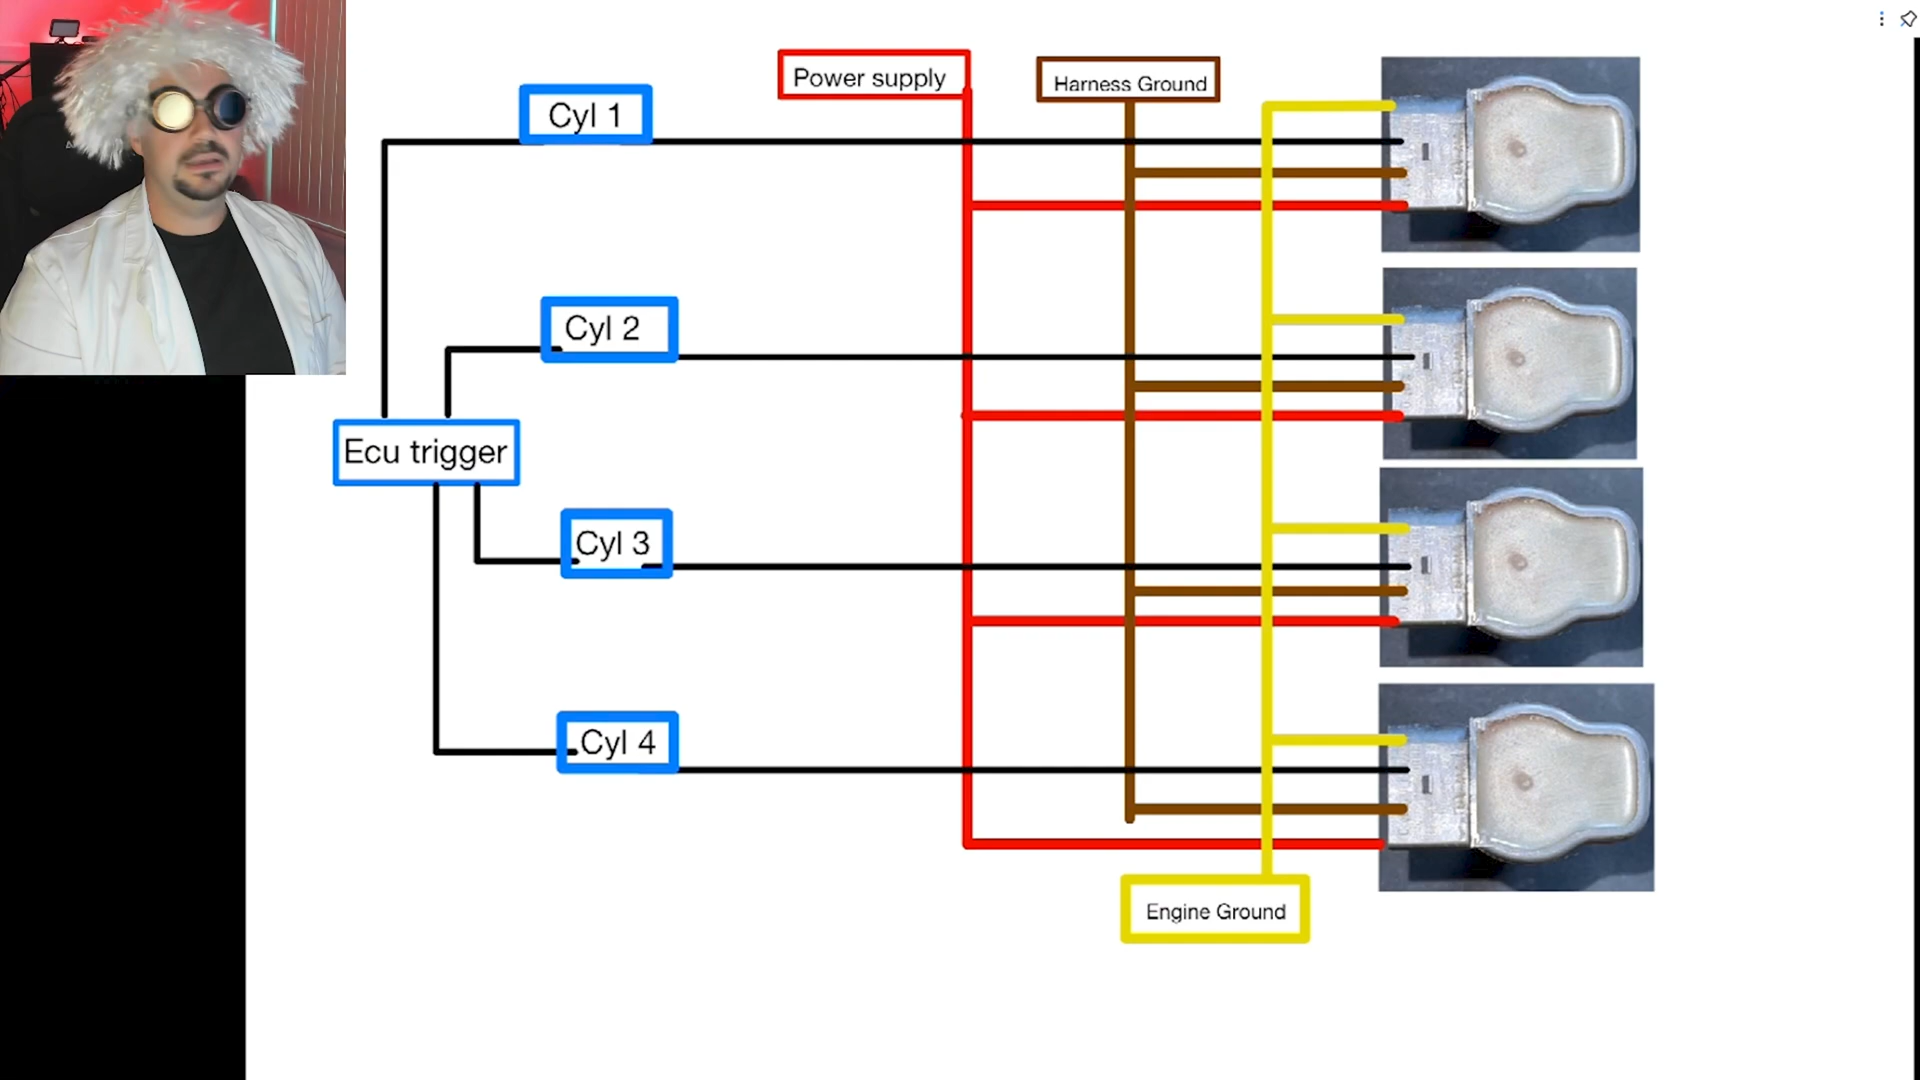 Power supply
Harness Ground
Cyl 1
Cyl 2
Ecu trigger
Cyl 3
Cyl 4
Engine Ground